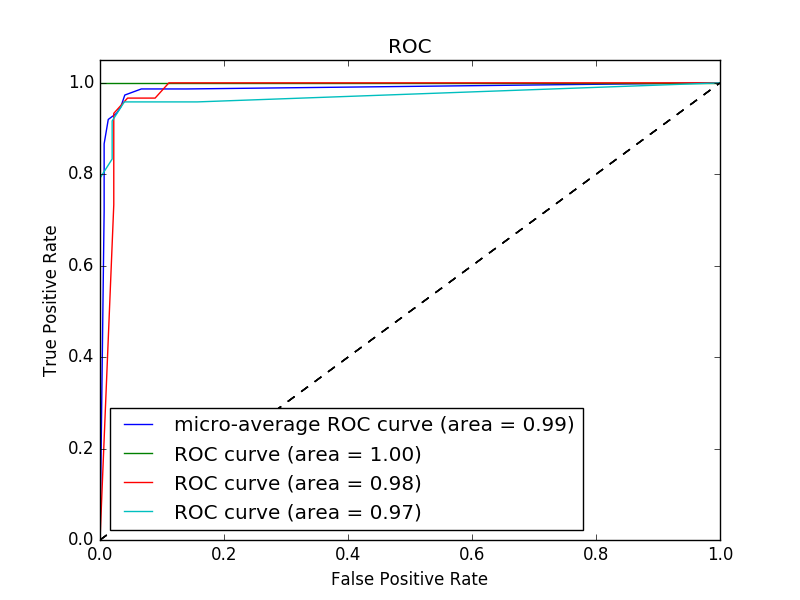 ROC
1.0
0.8
0.6
0.4
0.2
0.0
True Positive Rate
micro-average ROC curve (area = 0.99)
ROC curve (area = 1.00)
ROC curve (area = 0.98)
ROC curve (area = 0.97)
0.0 0.2 0.4 0.6 0.8 1.0
False Positive Rate